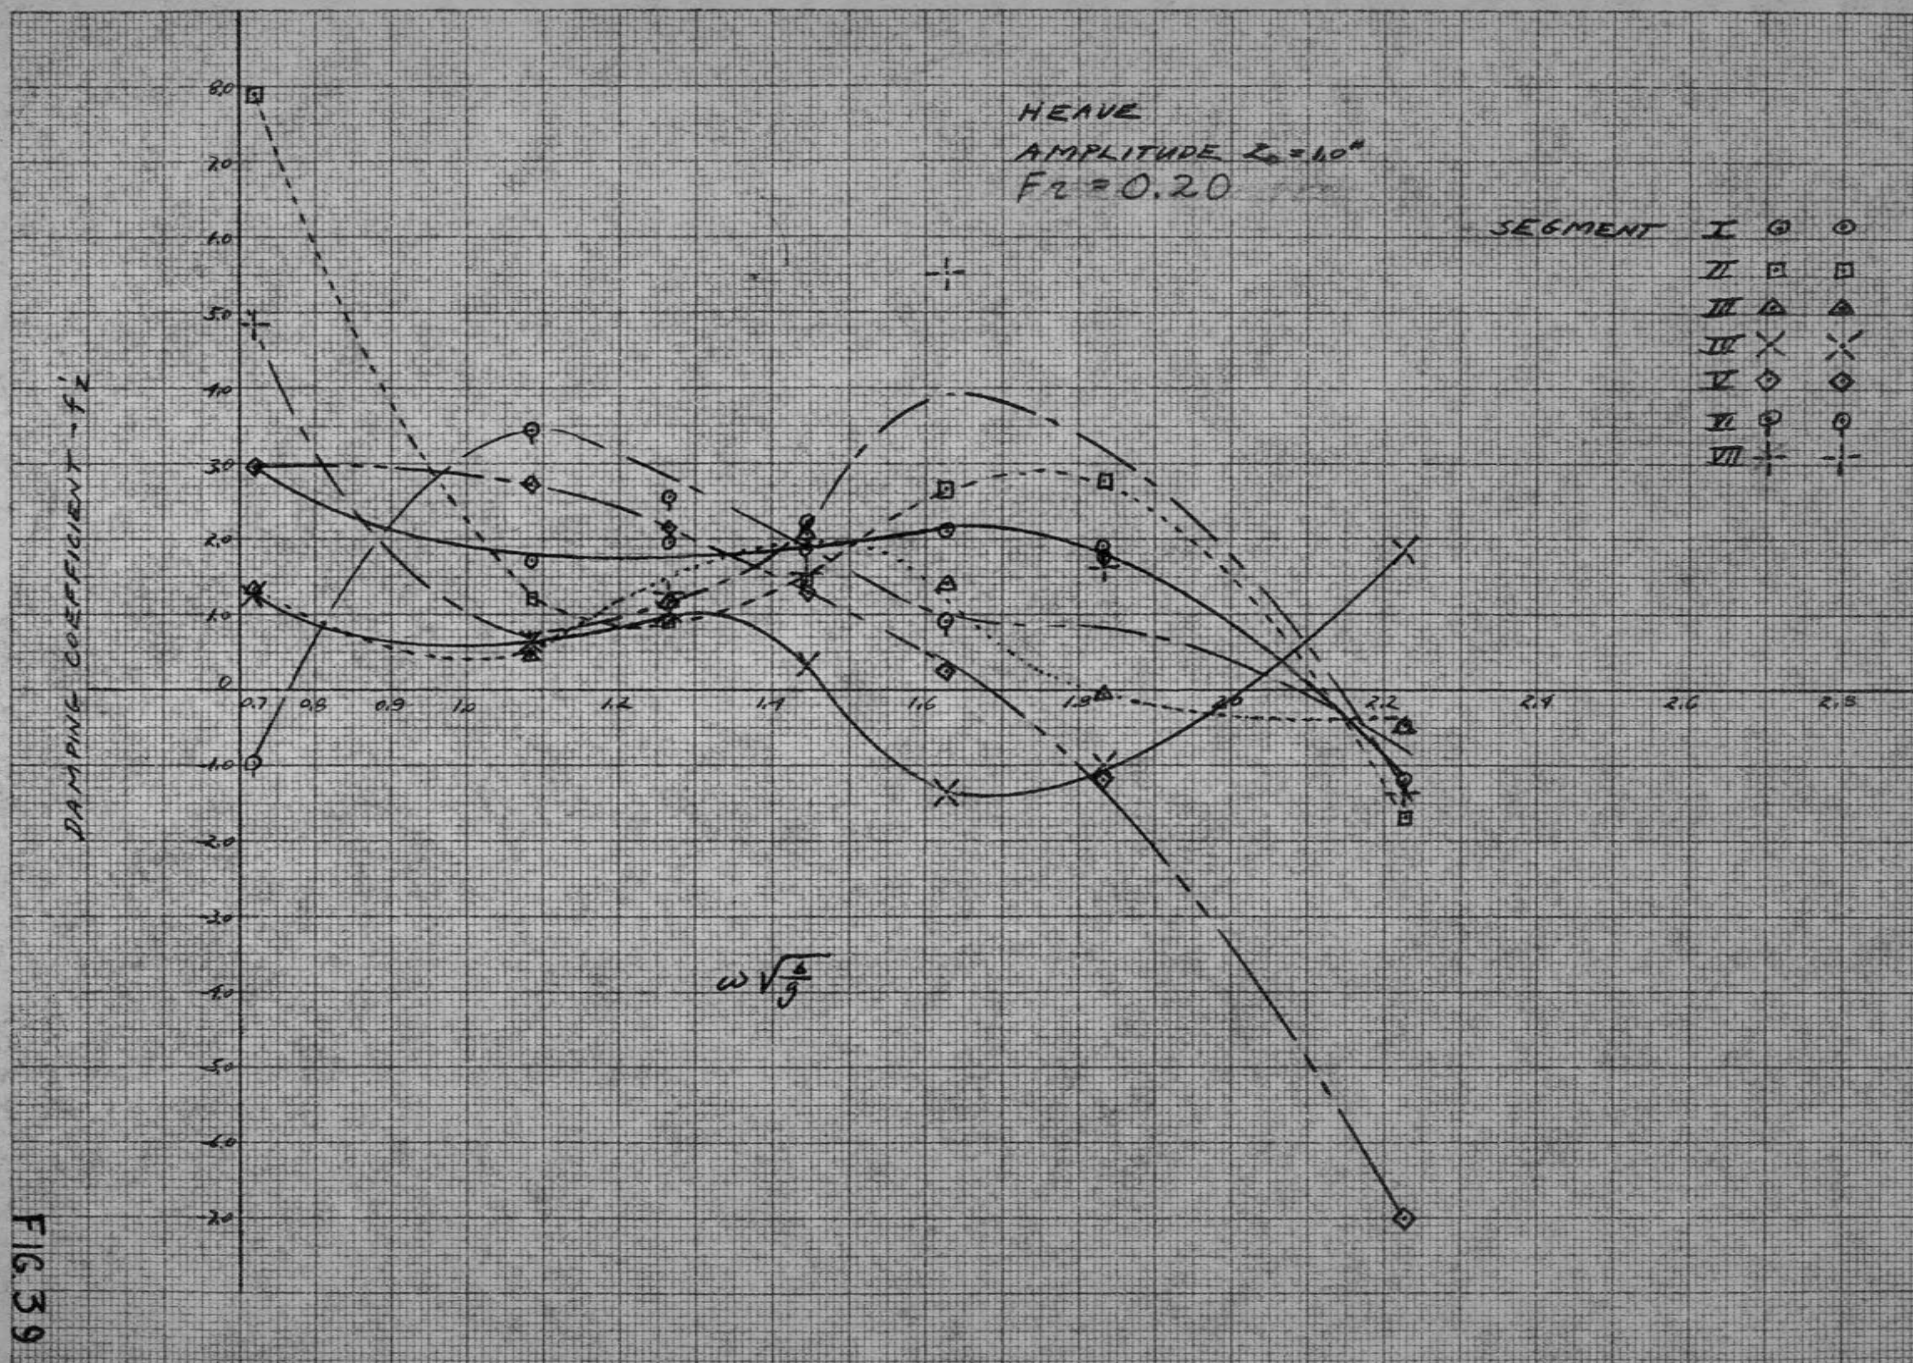 HEAVE
AMPLITUDE Z₀ = 1.0"
Fr = 0.20
SEGMENT I
II
III
IV
V
VI
VII
DAMPING COEFFICIENT - f'z
8.0
7.0
6.0
5.0
4.0
3.0
2.0
1.0
0
0.7 0.8 0.9 1.0 1.2 1.4 1.6 1.8 2.0 2.2 2.4 2.6 2.8
-1.0
-2.0
-3.0
-4.0
-5.0
-6.0
-7.0
ω√
g
FIG. 39